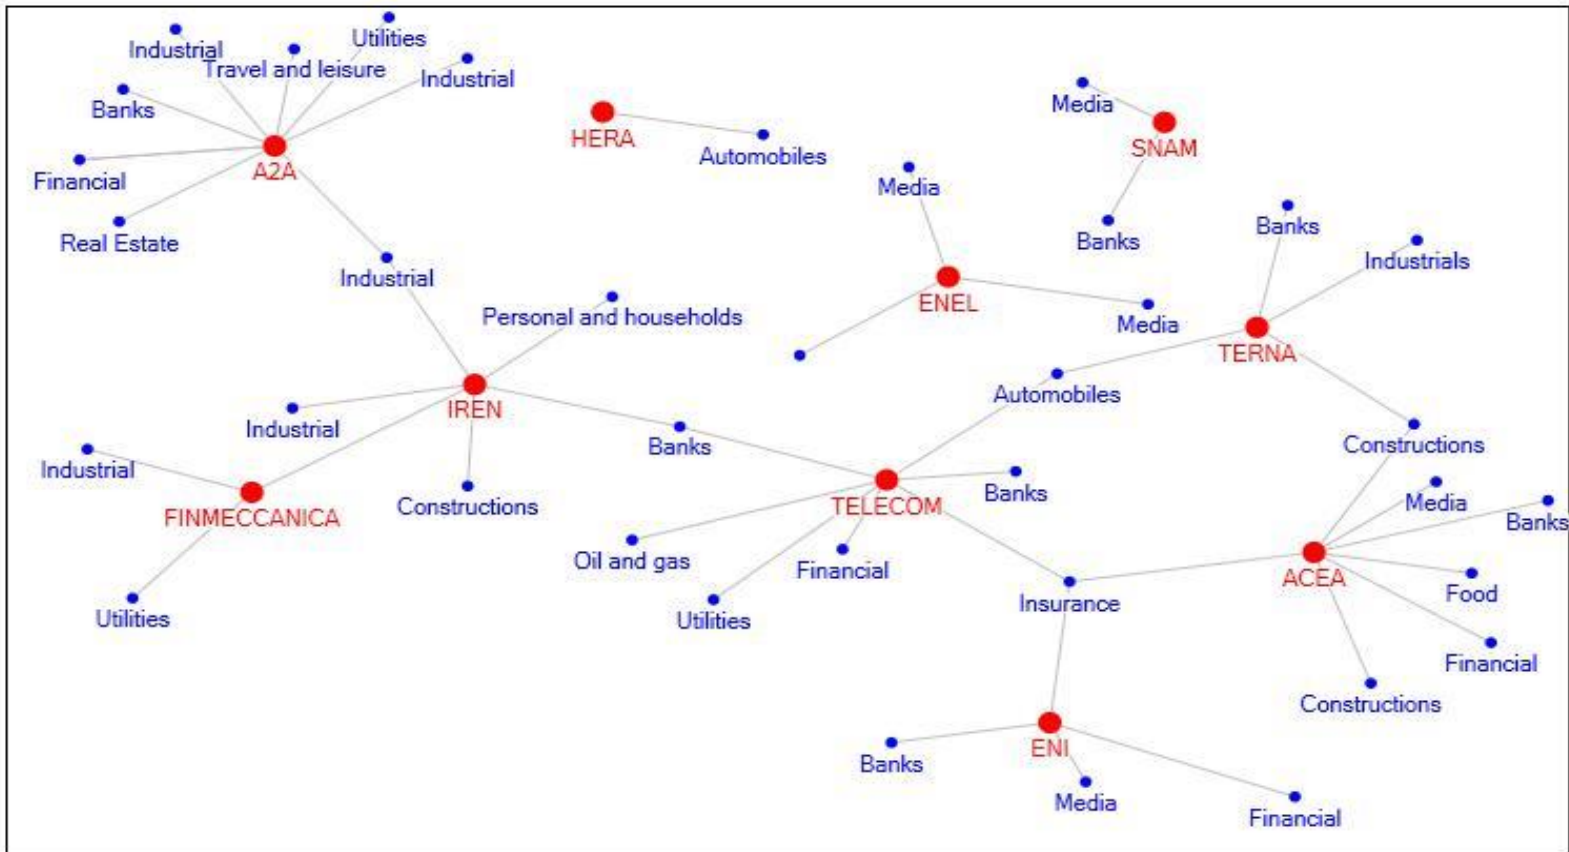 Utilities
Industrial
Travel and leisure
Industrial
Banks
A2A
Financial
Real Estate
Industrial
HERA
Automobiles
Media
SNAM
Banks
Media
ENEL
Media
Banks
Industrials
TERNA
Automobiles
Constructions
Personal and households
IREN
Industrial
Banks
Industrial
FINMECCANICA
Constructions
Utilities
TELECOM
Banks
Oil and gas
Financial
Utilities
Insurance
Media
Banks
ACEA
Food
Financial
Constructions
ENI
Banks
Media
Financial